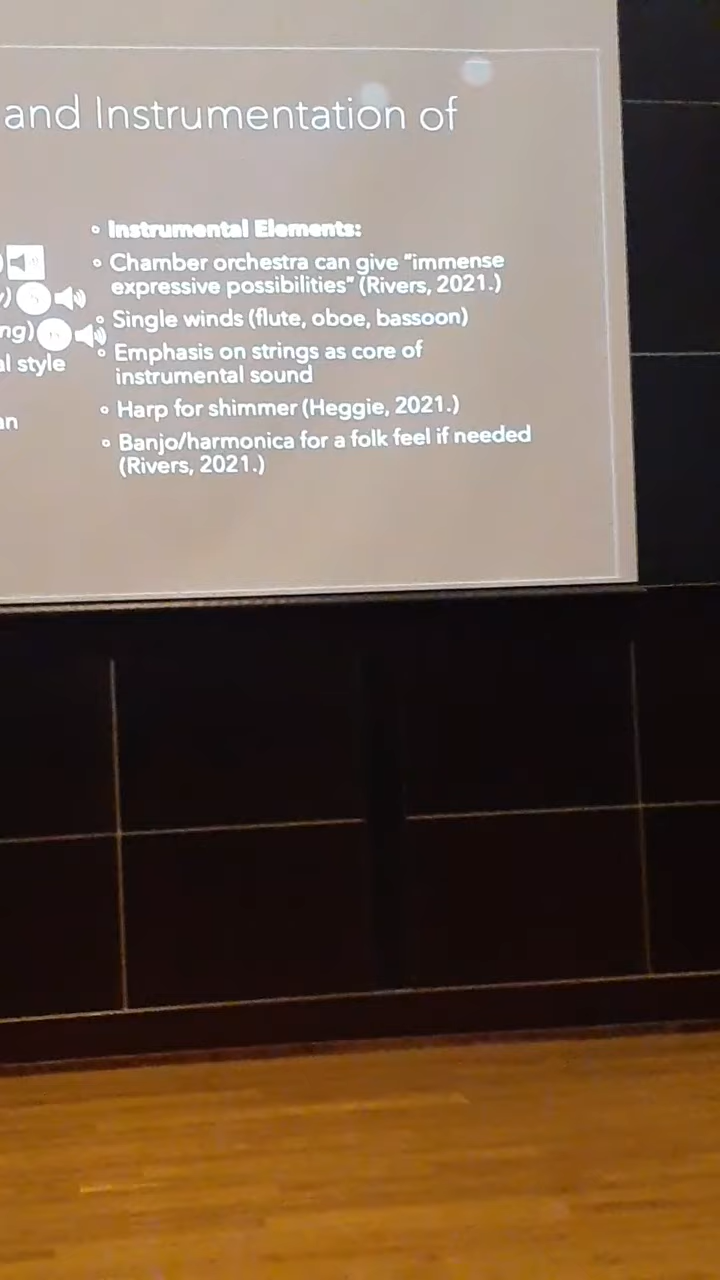 and Instrumentation of
Instrumental Elements:
Chamber orchestra can give "immense
expressive possibilities" (Rivers, 2021.)
Single winds (flute, oboe, bassoon)
Emphasis on strings as core of
instrumental sound
Harp for shimmer (Heggie, 2021.)
Banjo/harmonica for a folk feel if needed
(Rivers, 2021.)
)
)
ng)
al style
an